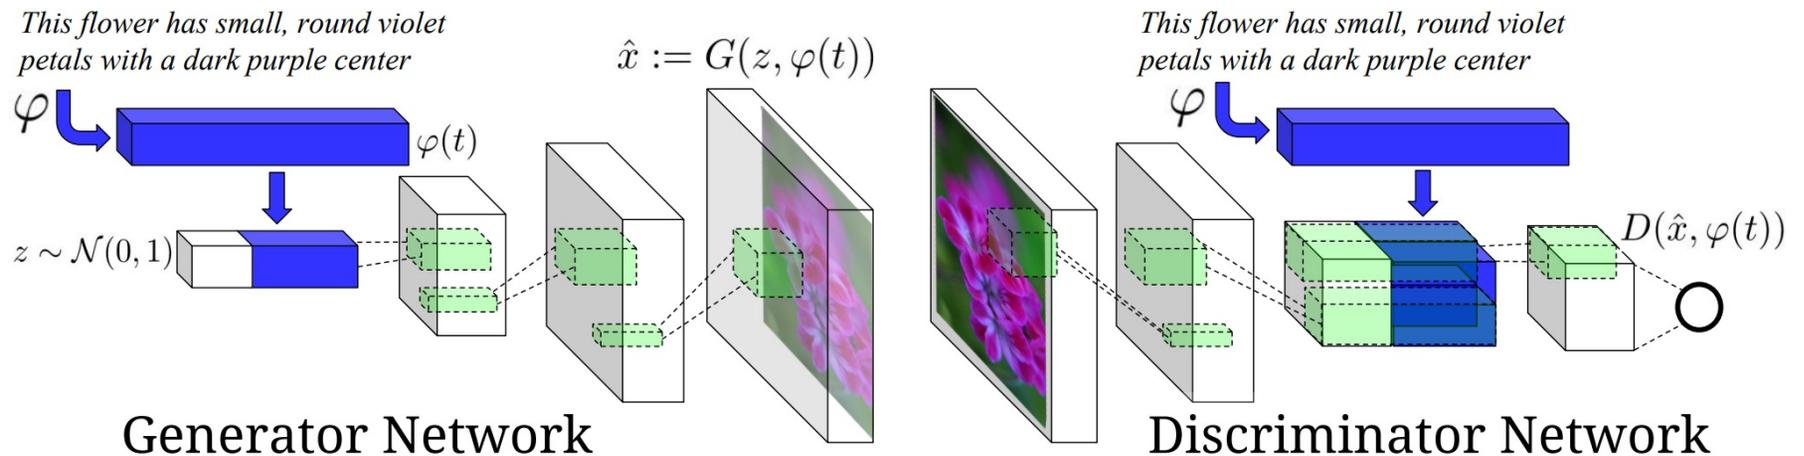 This flower has small, round violet
petals with a dark purple center
φ
φ(t)
z ∼ 𝒩(0, 1)
x̂ := G(z, φ(t))
Generator Network
This flower has small, round violet
petals with a dark purple center
φ
D(x̂, φ(t))
Discriminator Network